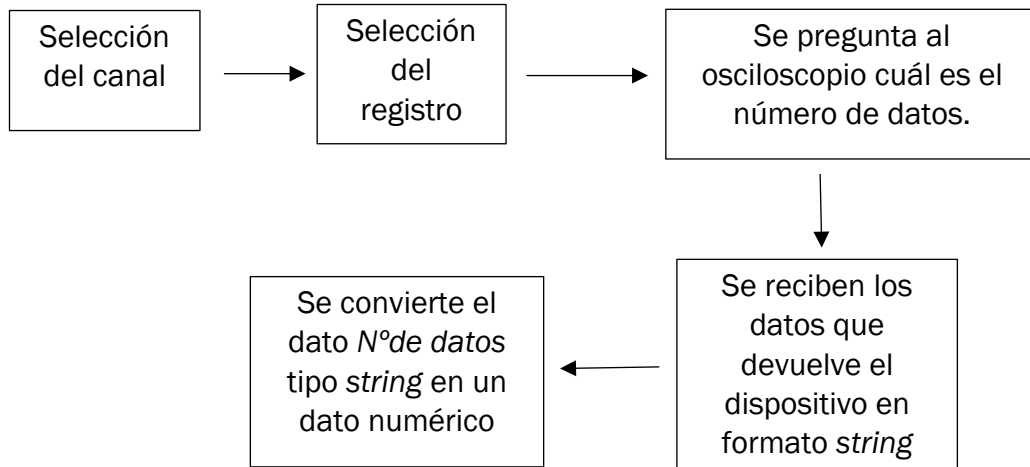 Selección
del canal
Selección
del
registro
Se pregunta al
osciloscopio cuál es el
número de datos.
Se reciben los
datos que
devuelve el
dispositivo en
formato string
Se convierte el
dato Nºde datos
tipo string en un
dato numérico